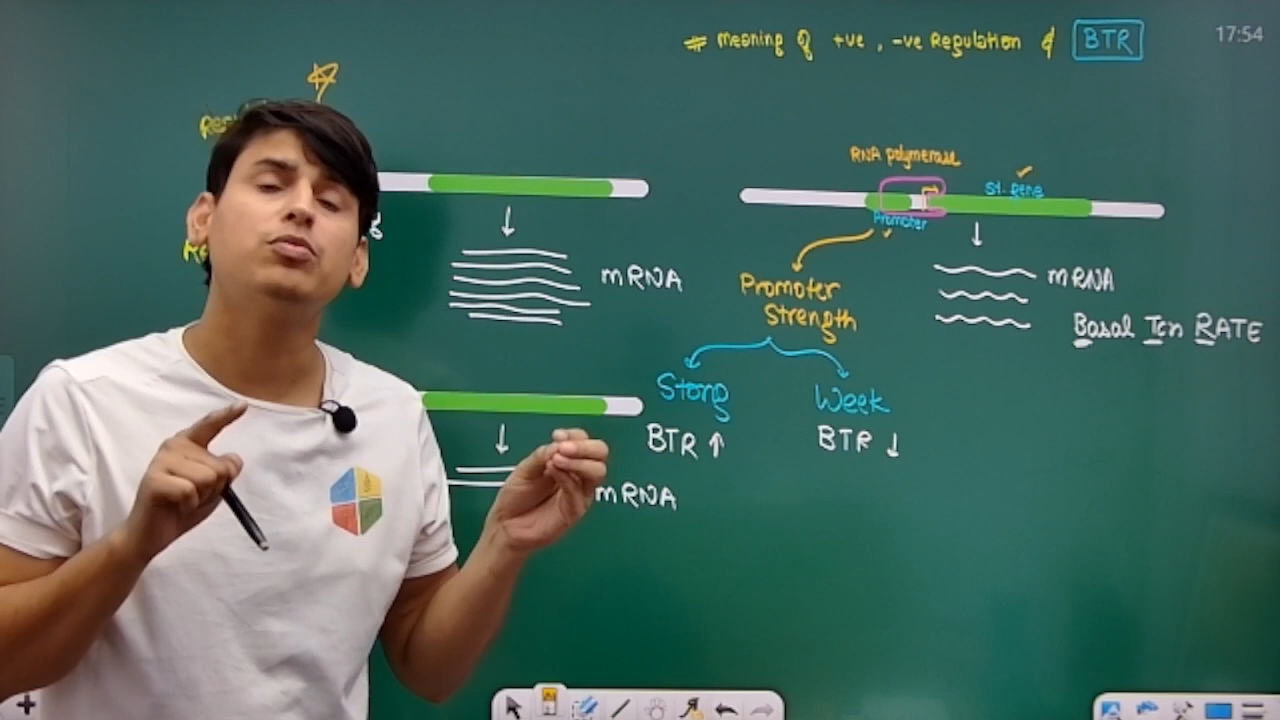 # Meaning of +ve, -ve Regulation of BTR
17:54
RNA polymerase
St. gene
Promoter
mRNA
mRNA
Promoter
Strength
Basal Tcn RATE
Stong
Week
BTR ↑
BTR ↓
mRNA